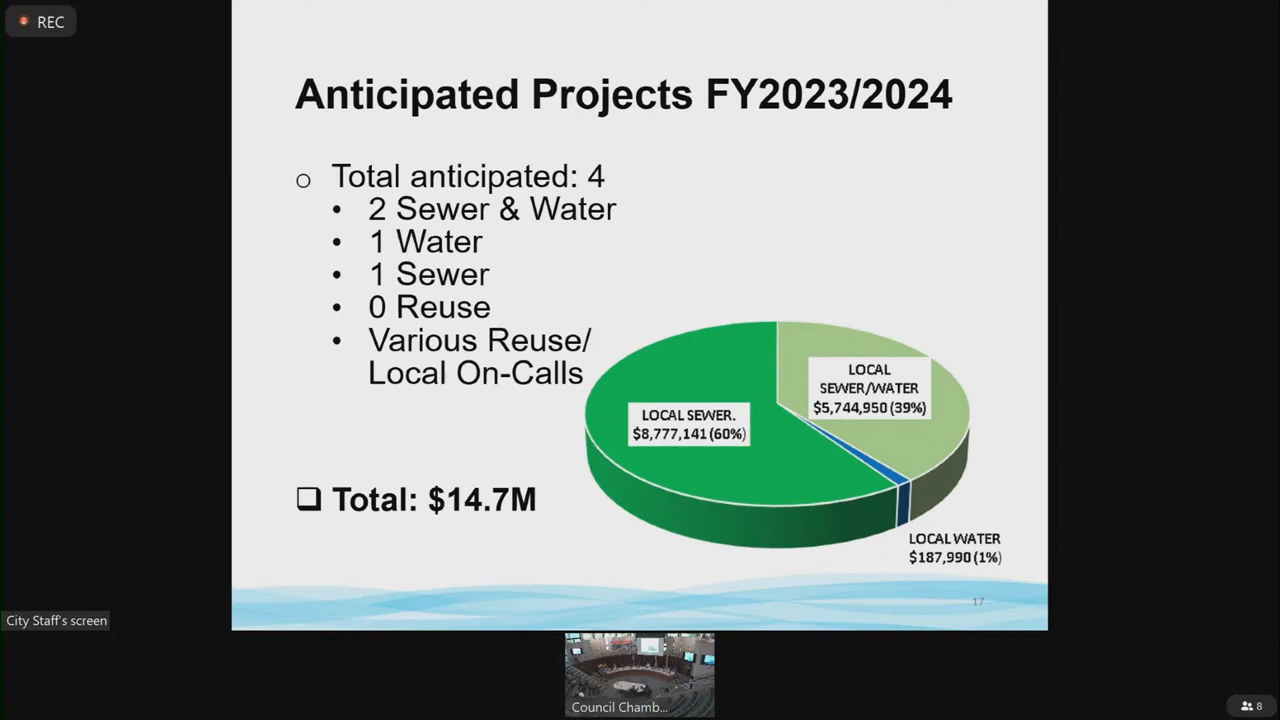 REC
Anticipated Projects FY2023/2024
Total anticipated: 4
2 Sewer & Water
1 Water
1 Sewer
0 Reuse
Various Reuse/
Local On-Calls
LOCAL
SEWER/WATER
$5,744,950 (39%)
LOCAL SEWER.
$8,777,141 (60%)
Total: $14.7M
LOCAL WATER
$187,990 (1%)
17
City Staff's screen
Council Chamb...
8